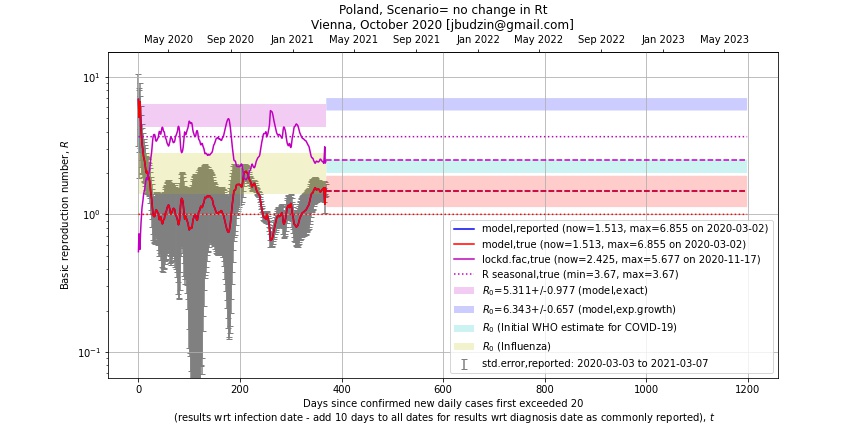 Poland, Scenario= no change in Rt
Vienna, October 2020 [jbudzin@gmail.com]
May 2020 Sep 2020 Jan 2021 May 2021 Sep 2021 Jan 2022 May 2022 Sep 2022 Jan 2023 May 2023
Basic reproduction number, R
10¹
10⁰
10⁻¹
model,reported (now=1.513, max=6.855 on 2020-03-02)
model,true (now=1.513, max=6.855 on 2020-03-02)
lockd.fac,true (now=2.425, max=5.677 on 2020-11-17)
R seasonal,true (min=3.67, max=3.67)
R₀=5.311+/-0.977 (model,exact)
R₀=6.343+/-0.657 (model,exp.growth)
R₀ (Initial WHO estimate for COVID-19)
R₀ (Influenza)
std.error,reported: 2020-03-03 to 2021-03-07
0 200 400 600 800 1000 1200
Days since confirmed new daily cases first exceeded 20
(results wrt infection date - add 10 days to all dates for results wrt diagnosis date as commonly reported), t